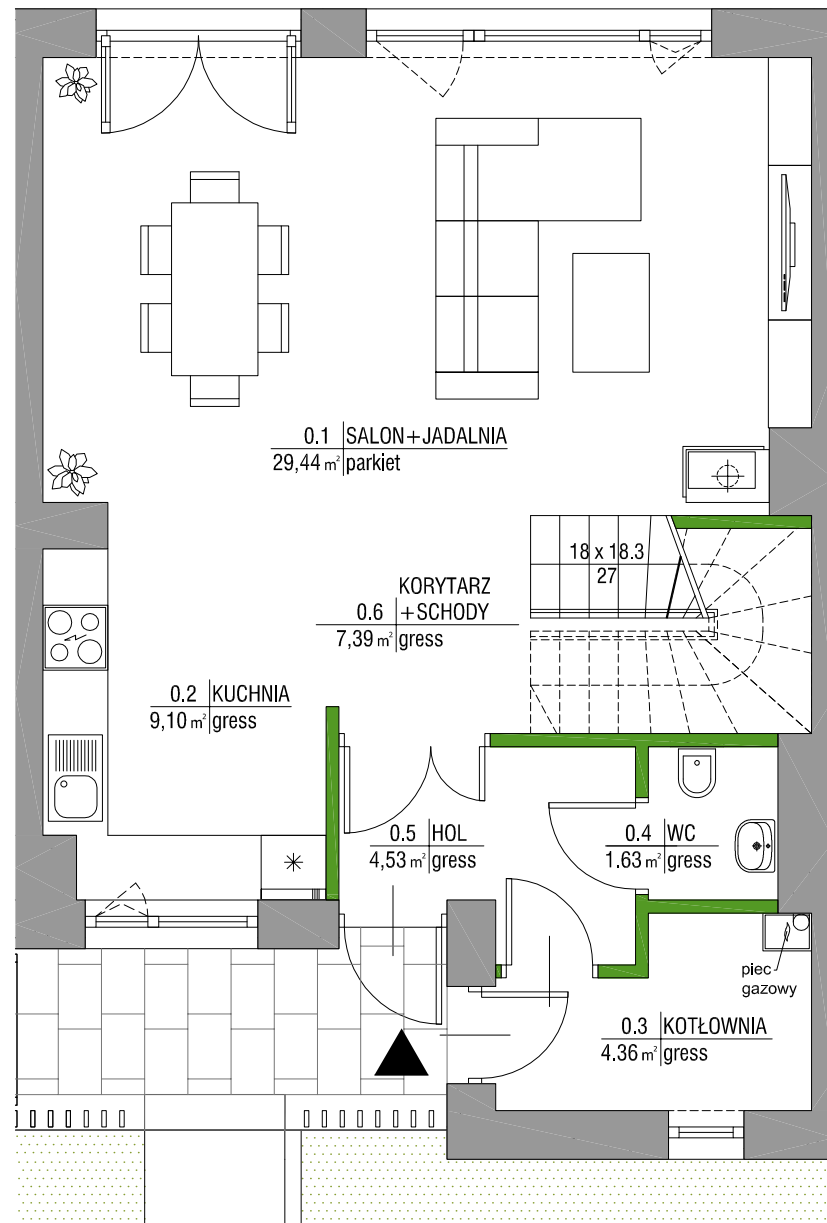 0.1 SALON+JADALNIA
29,44 m² parkiet
18 x 18.3
27
KORYTARZ
0.6 +SCHODY
7,39 m² gress
0.2 KUCHNIA
9,10 m² gress
0.5 HOL
4,53 m² gress
0.4 WC
1.63 m² gress
piec
gazowy
0.3 KOTŁOWNIA
4.36 m² gress